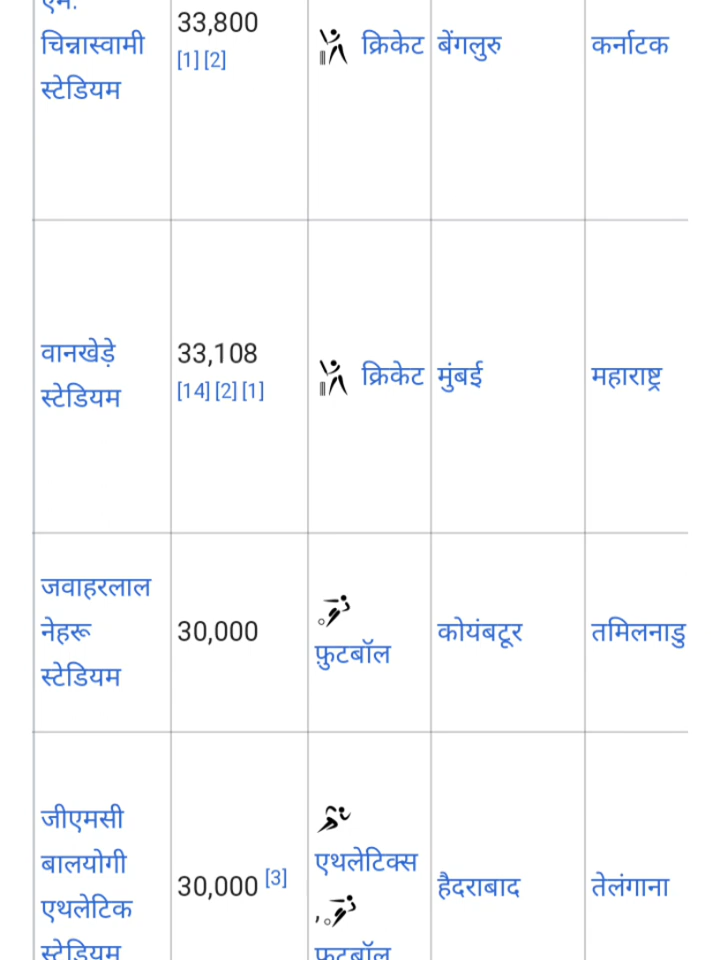 एम.
चिन्नास्वामी
स्टेडियम
33,800
[1] [2]
क्रिकेट
बेंगलुरु
कर्नाटक
वानखेड़े
स्टेडियम
33,108
[14] [2] [1]
क्रिकेट
मुंबई
महाराष्ट्र
जवाहरलाल
नेहरू
स्टेडियम
30,000
फ़ुटबॉल
कोयंबटूर
तमिलनाडु
जीएमसी
बालयोगी
एथलेटिक
स्टेडियम
30,000 [3]
एथलेटिक्स
,
फ़ुटबॉल
हैदराबाद
तेलंगाना